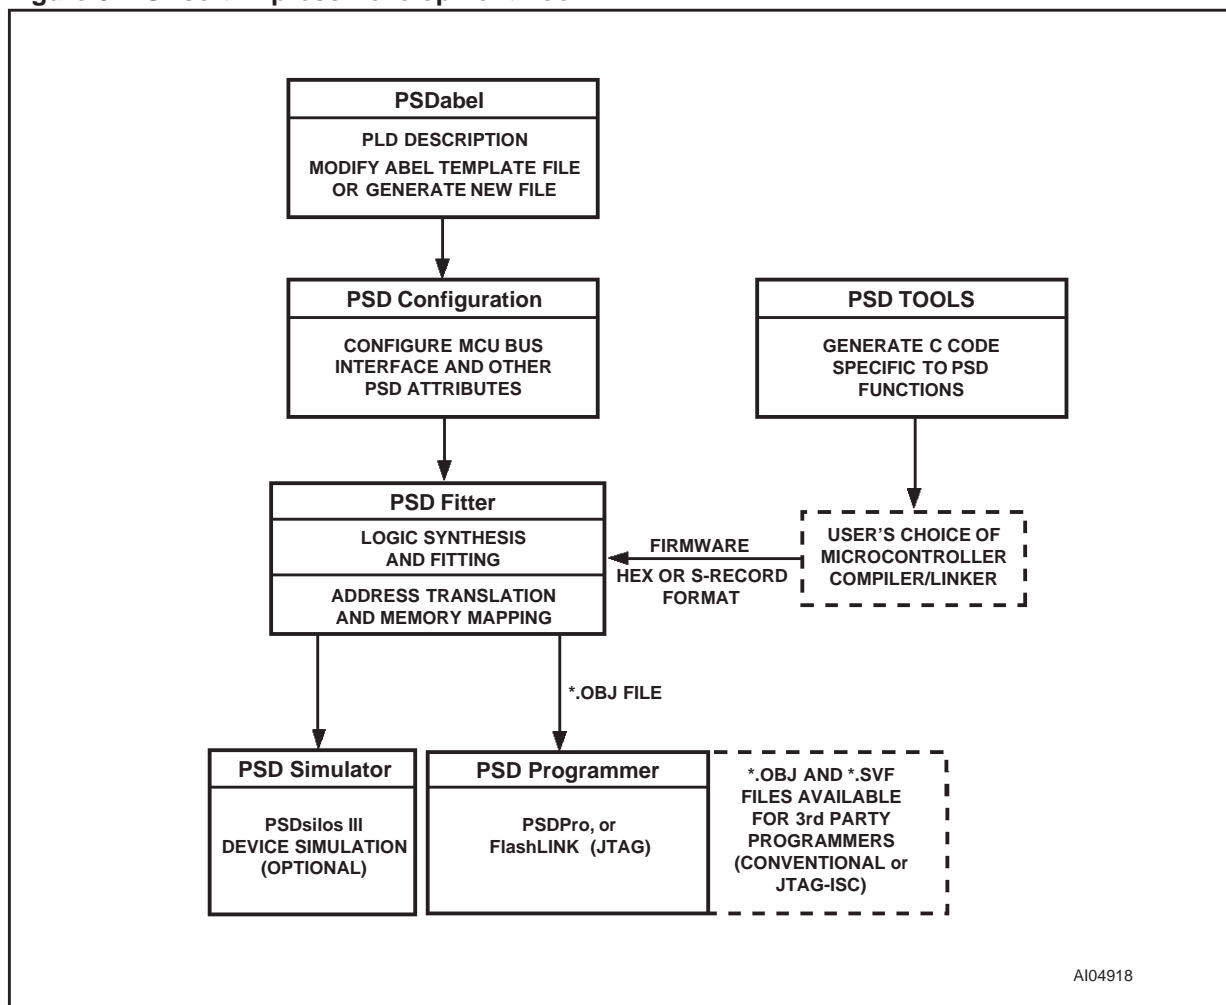 PSDabel
PLD DESCRIPTION
MODIFY ABEL TEMPLATE FILE
OR GENERATE NEW FILE
PSD Configuration
CONFIGURE MCU BUS
INTERFACE AND OTHER
PSD ATTRIBUTES
PSD TOOLS
GENERATE C CODE
SPECIFIC TO PSD
FUNCTIONS
PSD Fitter
LOGIC SYNTHESIS
AND FITTING
ADDRESS TRANSLATION
AND MEMORY MAPPING
FIRMWARE
HEX OR S-RECORD
FORMAT
USER'S CHOICE OF
MICROCONTROLLER
COMPILER/LINKER
*.OBJ FILE
PSD Simulator
PSDsilos III
DEVICE SIMULATION
(OPTIONAL)
PSD Programmer
PSDPro, or
FlashLINK (JTAG)
*.OBJ AND *.SVF
FILES AVAILABLE
FOR 3rd PARTY
PROGRAMMERS
(CONVENTIONAL or
JTAG-ISC)
AI04918